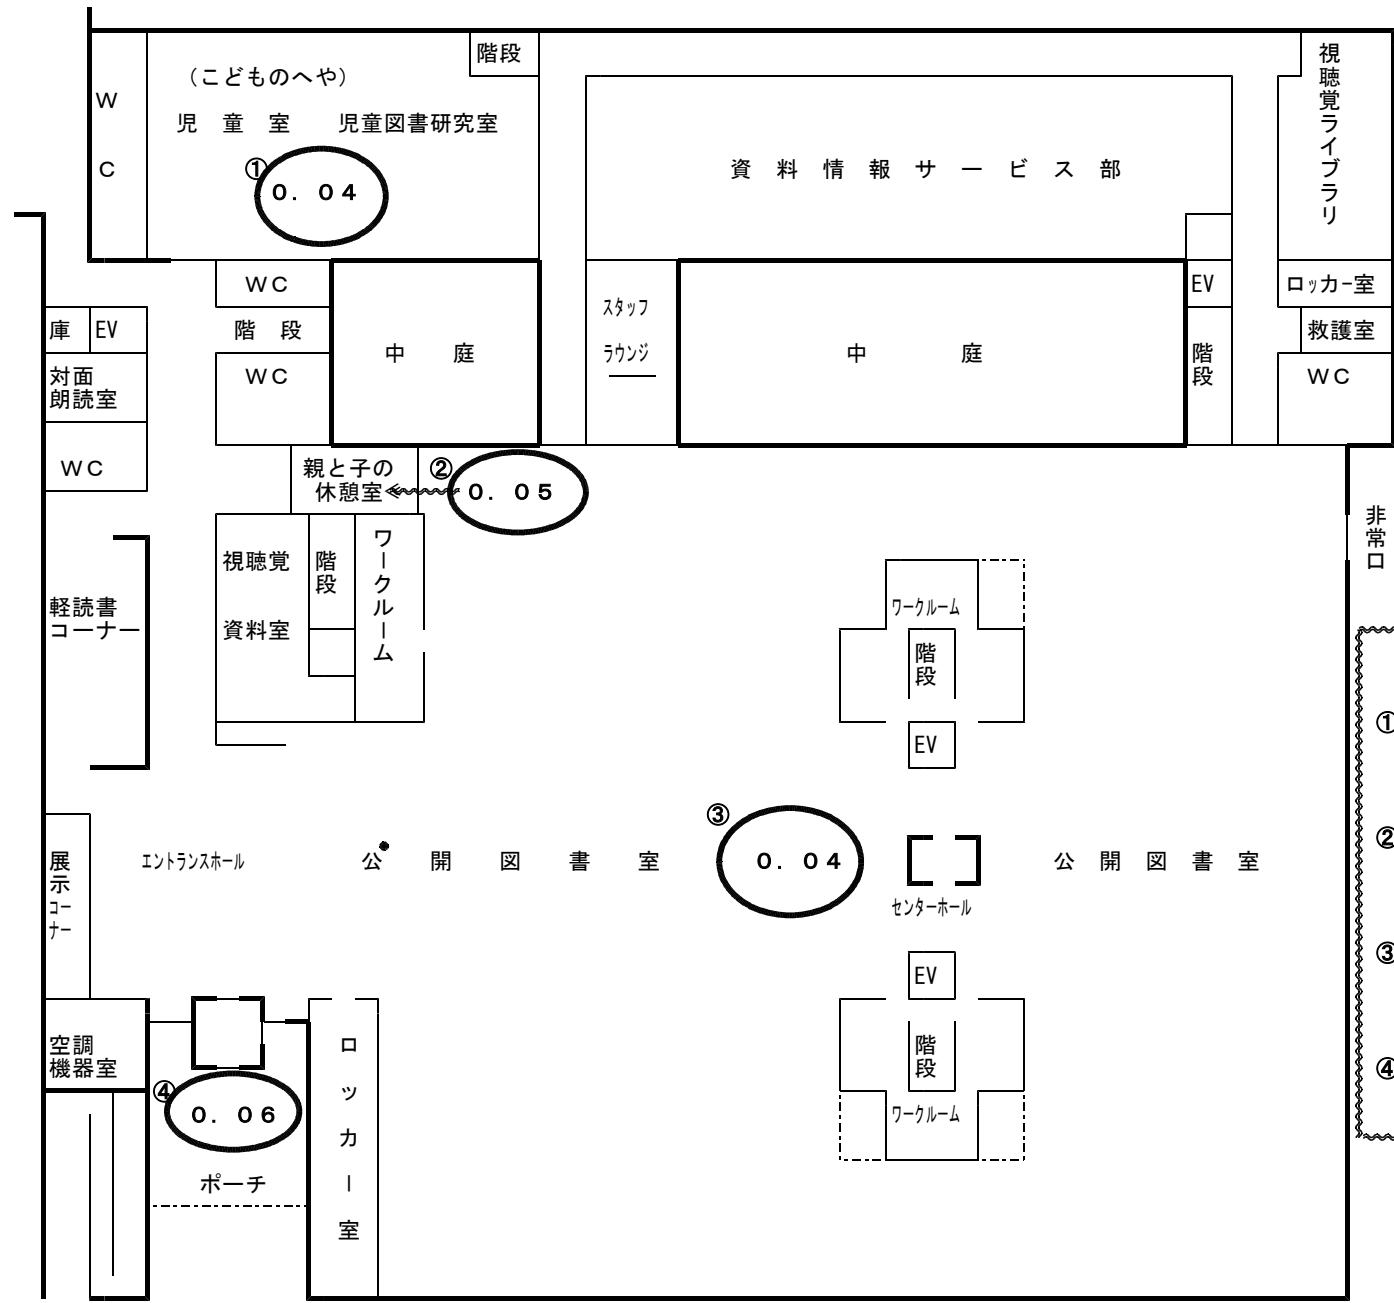 階段
(こどものへや)
児 童 室 児童図書研究室
WC
①
0.04
資料情報サービス部
視聴覚ライブラリ
WC
階 段
WC
中 庭
スタッフ
ラウンジ
中 庭
EV
階段
ロッカー室
救護室
WC
庫
EV
対面
朗読室
WC
親と子の
休憩室
②
0.05
非常口
視聴覚
資料室
階段
ワークルーム
軽読書
コーナー
ワークルーム
階段
EV
①
②
③
④
展示コーナー
エントランスホール
公 開 図 書 室
③
0.04
センターホール
公 開 図 書 室
EV
階段
ワークルーム
空調
機器室
④
0.06
ポーチ
ロッカー室